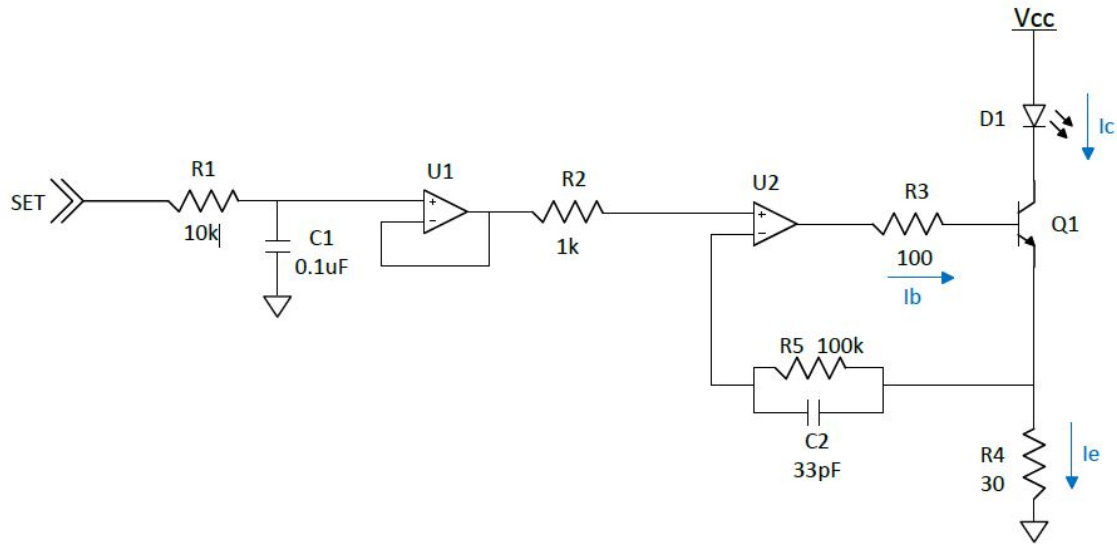 Vcc
D1
Ic
R1
U1
R2
U2
R3
SET
+
-
+
-
Q1
10k
C1
0.1uF
1k
100
Ib
R5 100k
C2
33pF
R4
30
Ie